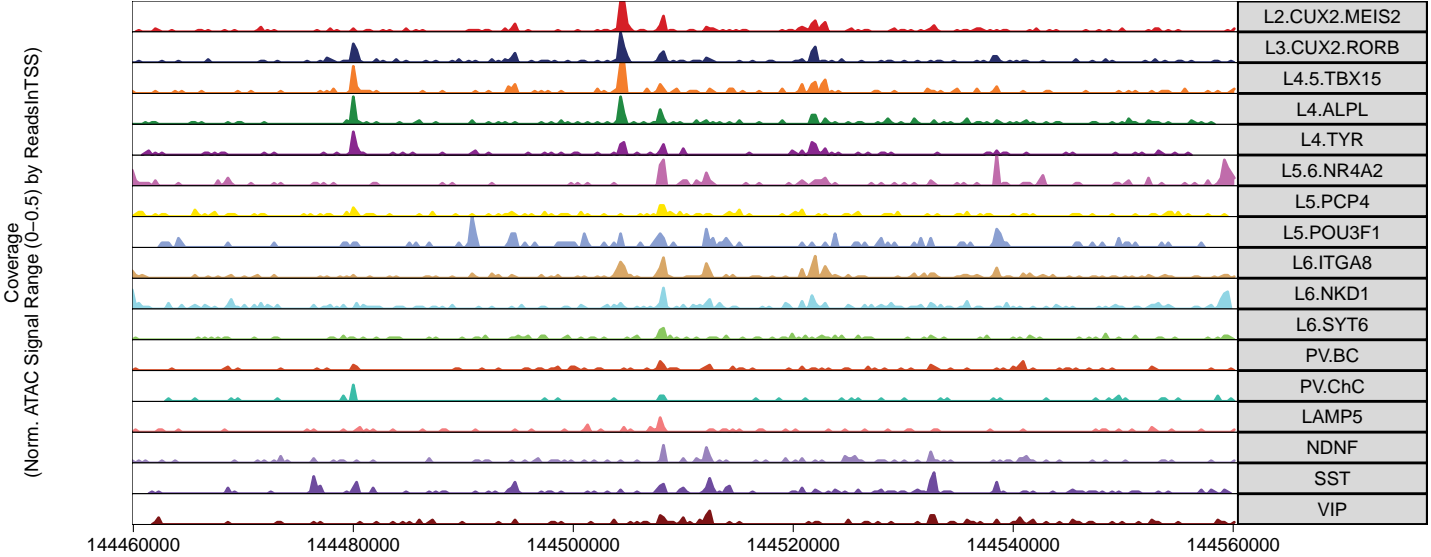 Coverage
(Norm. ATAC Signal Range (0–0.5) by ReadsInTSS)
L2.CUX2.MEIS2
L3.CUX2.RORB
L4.5.TBX15
L4.ALPL
L4.TYR
L5.6.NR4A2
L5.PCP4
L5.POU3F1
L6.ITGA8
L6.NKD1
L6.SYT6
PV.BC
PV.ChC
LAMP5
NDNF
SST
VIP
144460000 144480000 144500000 144520000 144540000 144560000